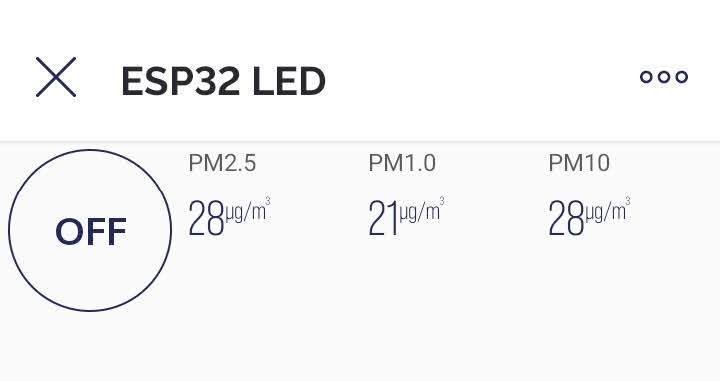 ESP32 LED
OFF
PM2.5
28µg/m³
PM1.0
21µg/m³
PM10
28µg/m³